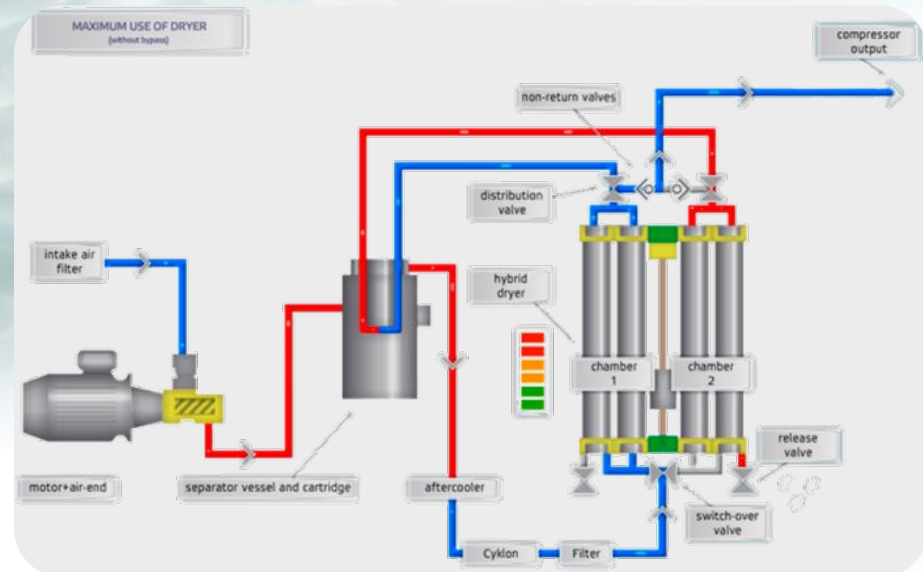 MAXIMUM USE OF DRYER
(without bypass)
compressor
output
non-return valves
distribution
valve
intake air
filter
hybrid
dryer
chamber
1
chamber
2
release
valve
motor+air-end
separator vessel and cartridge
aftercooler
switch-over
valve
Cyklon
Filter